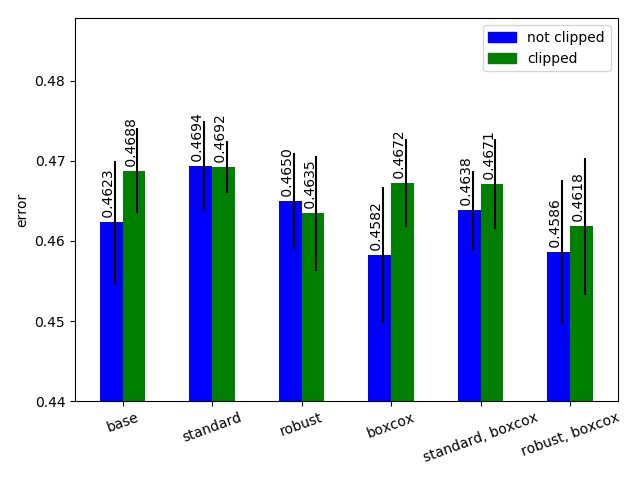 not clipped
clipped
0.48
0.47
0.46
0.45
0.44
error
0.4623
0.4688
0.4694
0.4692
0.4650
0.4635
0.4582
0.4672
0.4638
0.4671
0.4586
0.4618
base
standard
robust
boxcox
standard, boxcox
robust, boxcox